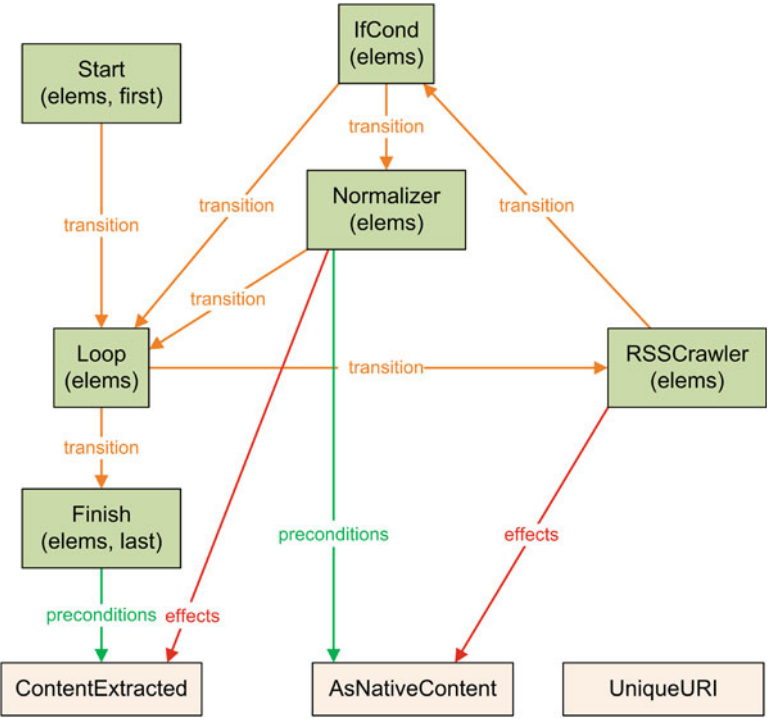 IfCond
(elems)
Start
(elems, first)
transition
Normalizer
(elems)
transition
transition
transition
transition
Loop
(elems)
transition
RSSCrawler
(elems)
transition
Finish
(elems, last)
preconditions
effects
preconditions
effects
ContentExtracted
AsNativeContent
UniqueURI